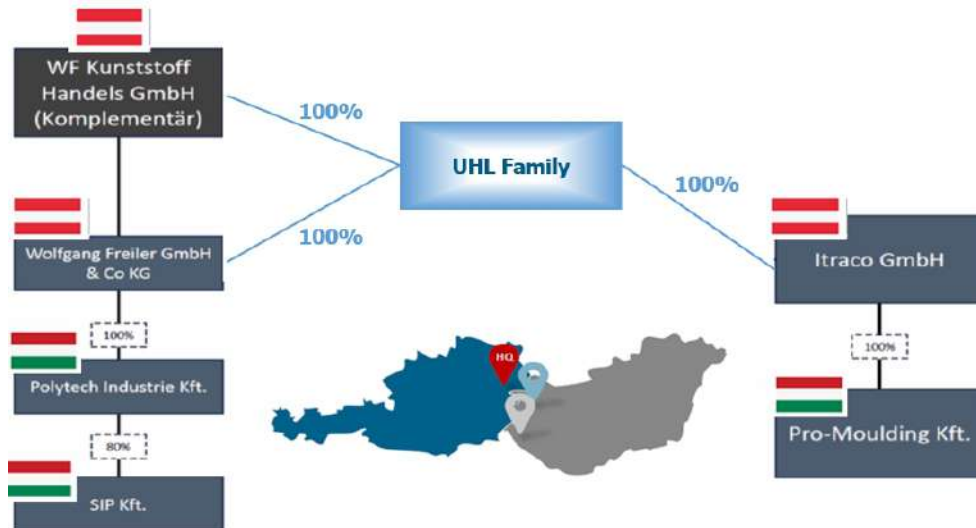 WF Kunststoff
Handels GmbH
(Komplementär)
100%
UHL Family
100%
100%
Wolfgang Freiler GmbH
& Co KG
Itraco GmbH
100%
HQ
100%
Polytech Industrie Kft.
Pro-Moulding Kft.
80%
SIP Kft.